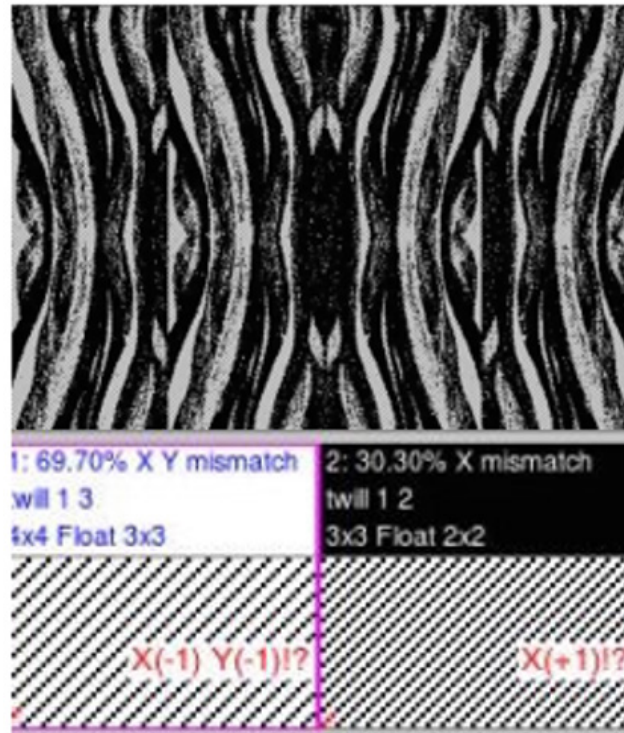 1: 69.70% X Y mismatch
twill 1 3
4x4 Float 3x3
2: 30.30% X mismatch
twill 1 2
3x3 Float 2x2
X(-1) Y(-1)!?
X(+1)!?